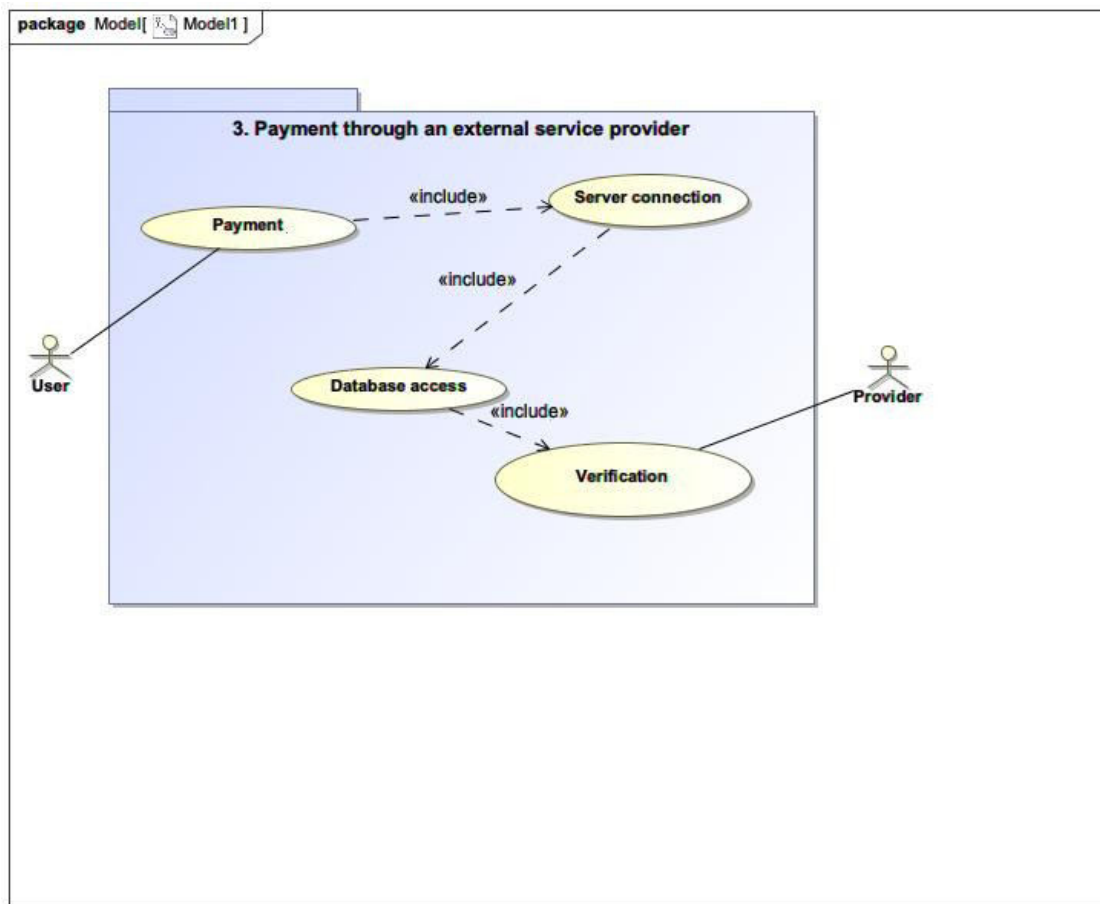 package Model[ Model1 ]
3. Payment through an external service provider
«include»
Server connection
Payment
«include»
User
Database access
Provider
«include»
Verification